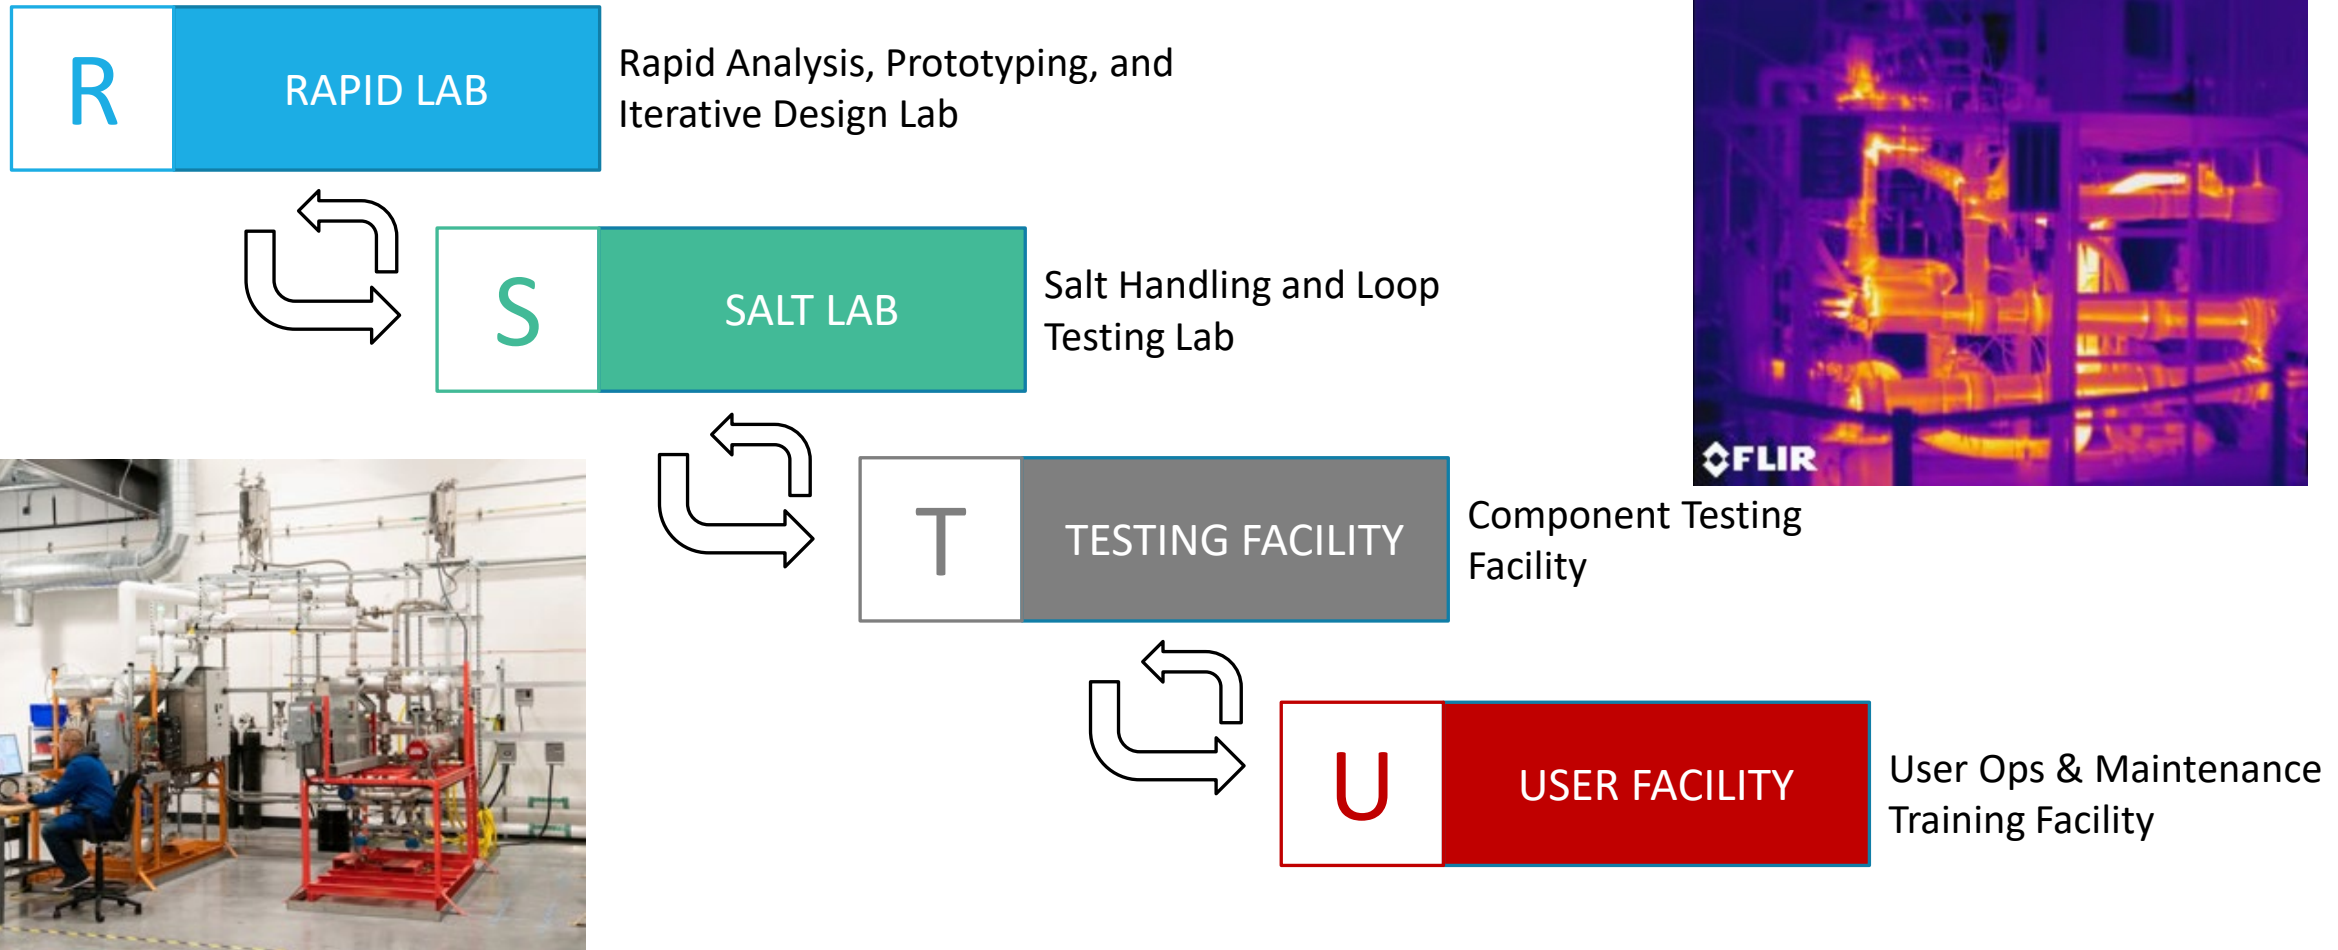 R
RAPID LAB
Rapid Analysis, Prototyping, and
Iterative Design Lab
S
SALT LAB
Salt Handling and Loop
Testing Lab
FLIR
T
TESTING FACILITY
Component Testing
Facility
U
USER FACILITY
User Ops & Maintenance
Training Facility